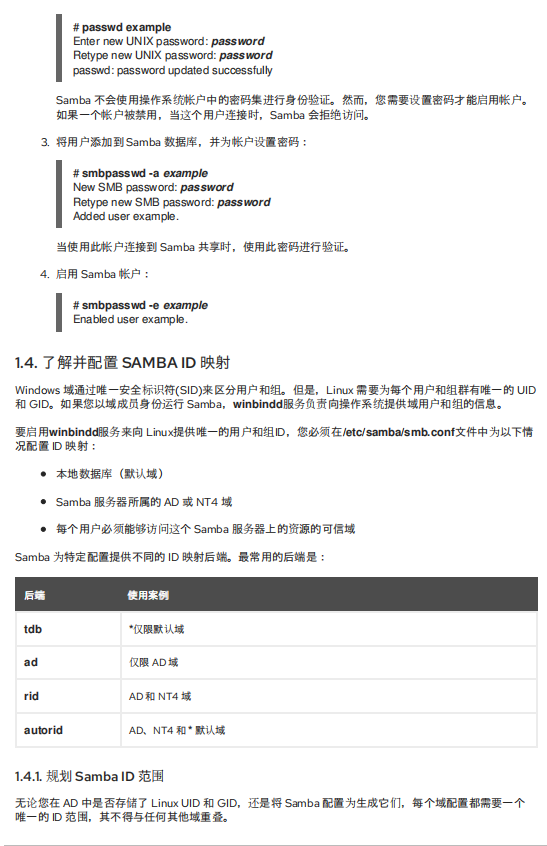 # passwd example
Enter new UNIX password: password
Retype new UNIX password: password
passwd: password updated successfully
Samba 不会使用操作系统帐户中的密码集进行身份验证。然而，您需要设置密码才能启用帐户。
如果一个帐户被禁用，当这个用户连接时，Samba 会拒绝访问。
3. 将用户添加到 Samba 数据库，并为帐户设置密码：
# smbpasswd -a example
New SMB password: password
Retype new SMB password: password
Added user example.
当使用此帐户连接到 Samba 共享时，使用此密码进行验证。
4. 启用 Samba 帐户：
# smbpasswd -e example
Enabled user example.
1.4. 了解并配置 SAMBA ID 映射
Windows 域通过唯一安全标识符(SID)来区分用户和组。但是，Linux 需要为每个用户和组群有唯一的 UID
和 GID。如果您以域成员身份运行 Samba，winbindd服务负责向操作系统提供域用户和组的信息。
要启用winbindd服务来向 Linux提供唯一的用户和组ID，您必须在/etc/samba/smb.conf文件中为以下情
况配置 ID 映射：
● 本地数据库（默认域）
● Samba 服务器所属的 AD 或 NT4 域
● 每个用户必须能够访问这个 Samba 服务器上的资源的可信域
Samba 为特定配置提供不同的 ID 映射后端。最常用的后端是：
后端 使用案例
tdb *仅限默认域
ad 仅限 AD 域
rid AD 和 NT4 域
autorid AD、NT4 和 * 默认域
1.4.1. 规划 Samba ID 范围
无论您在 AD 中是否存储了 Linux UID 和 GID，还是将 Samba 配置为生成它们，每个域配置都需要一个
唯一的 ID 范围，其不得与任何其他域重叠。